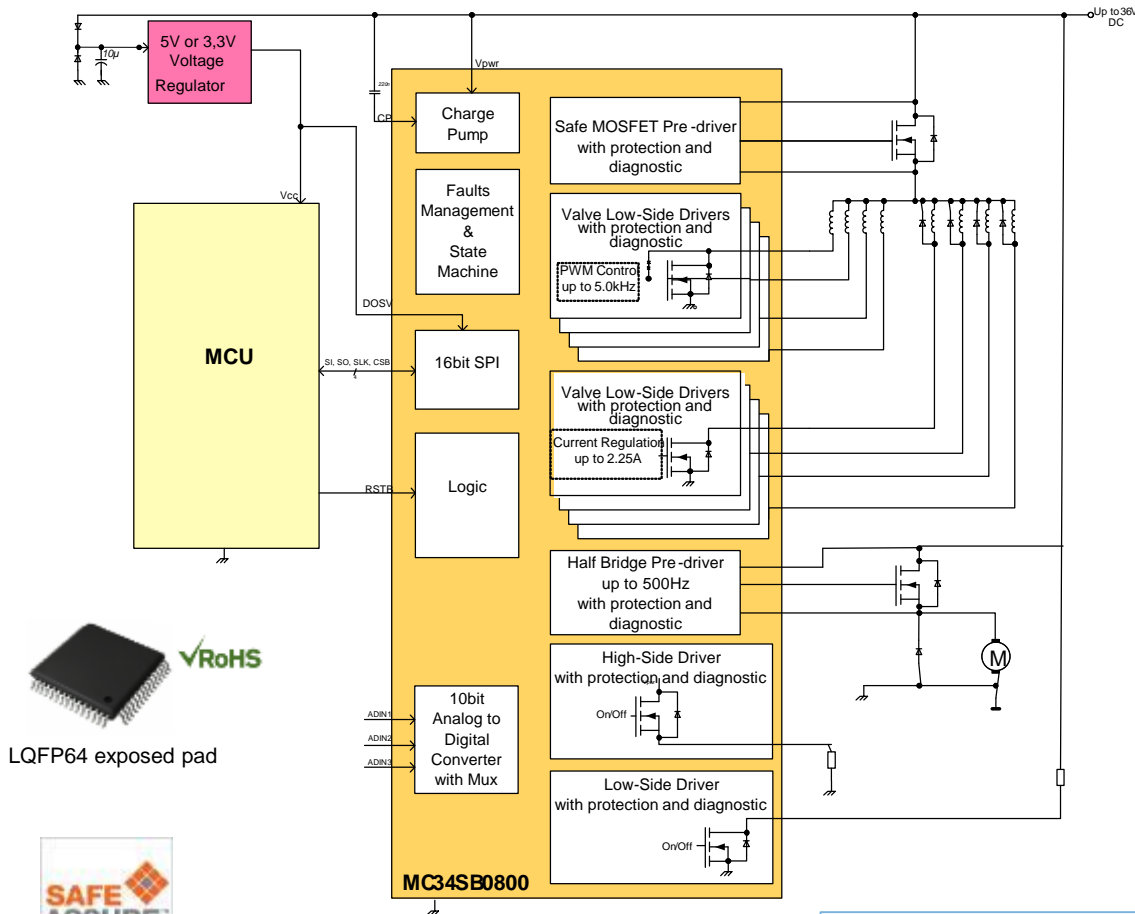 Up to 36V
DC
5V or 3,3V
Voltage
Regulator
10µ
Vpwr
220n
CP
Charge
Pump
Safe MOSFET Pre -driver
with protection and
diagnostic
Faults
Management
&
State
Machine
Vcc
Valve Low-Side Drivers
with protection and
diagnostic
PWM Control
up to 5.0kHz
DOSV
MCU
SI, SO, SLK, CSB
4
16bit SPI
Valve Low-Side Drivers
with protection and
diagnostic
Current Regulation
up to 2.25A
RSTB
Logic
Half Bridge Pre-driver
up to 500Hz
with protection and
diagnostic
M
RoHS
LQFP64 exposed pad
High-Side Driver
with protection and diagnostic
On/Off
ADIN1
ADIN2
ADIN3
10bit
Analog to
Digital
Converter
with Mux
Low-Side Driver
with protection and diagnostic
On/Off
MC34SB0800
SAFE
ASSURE